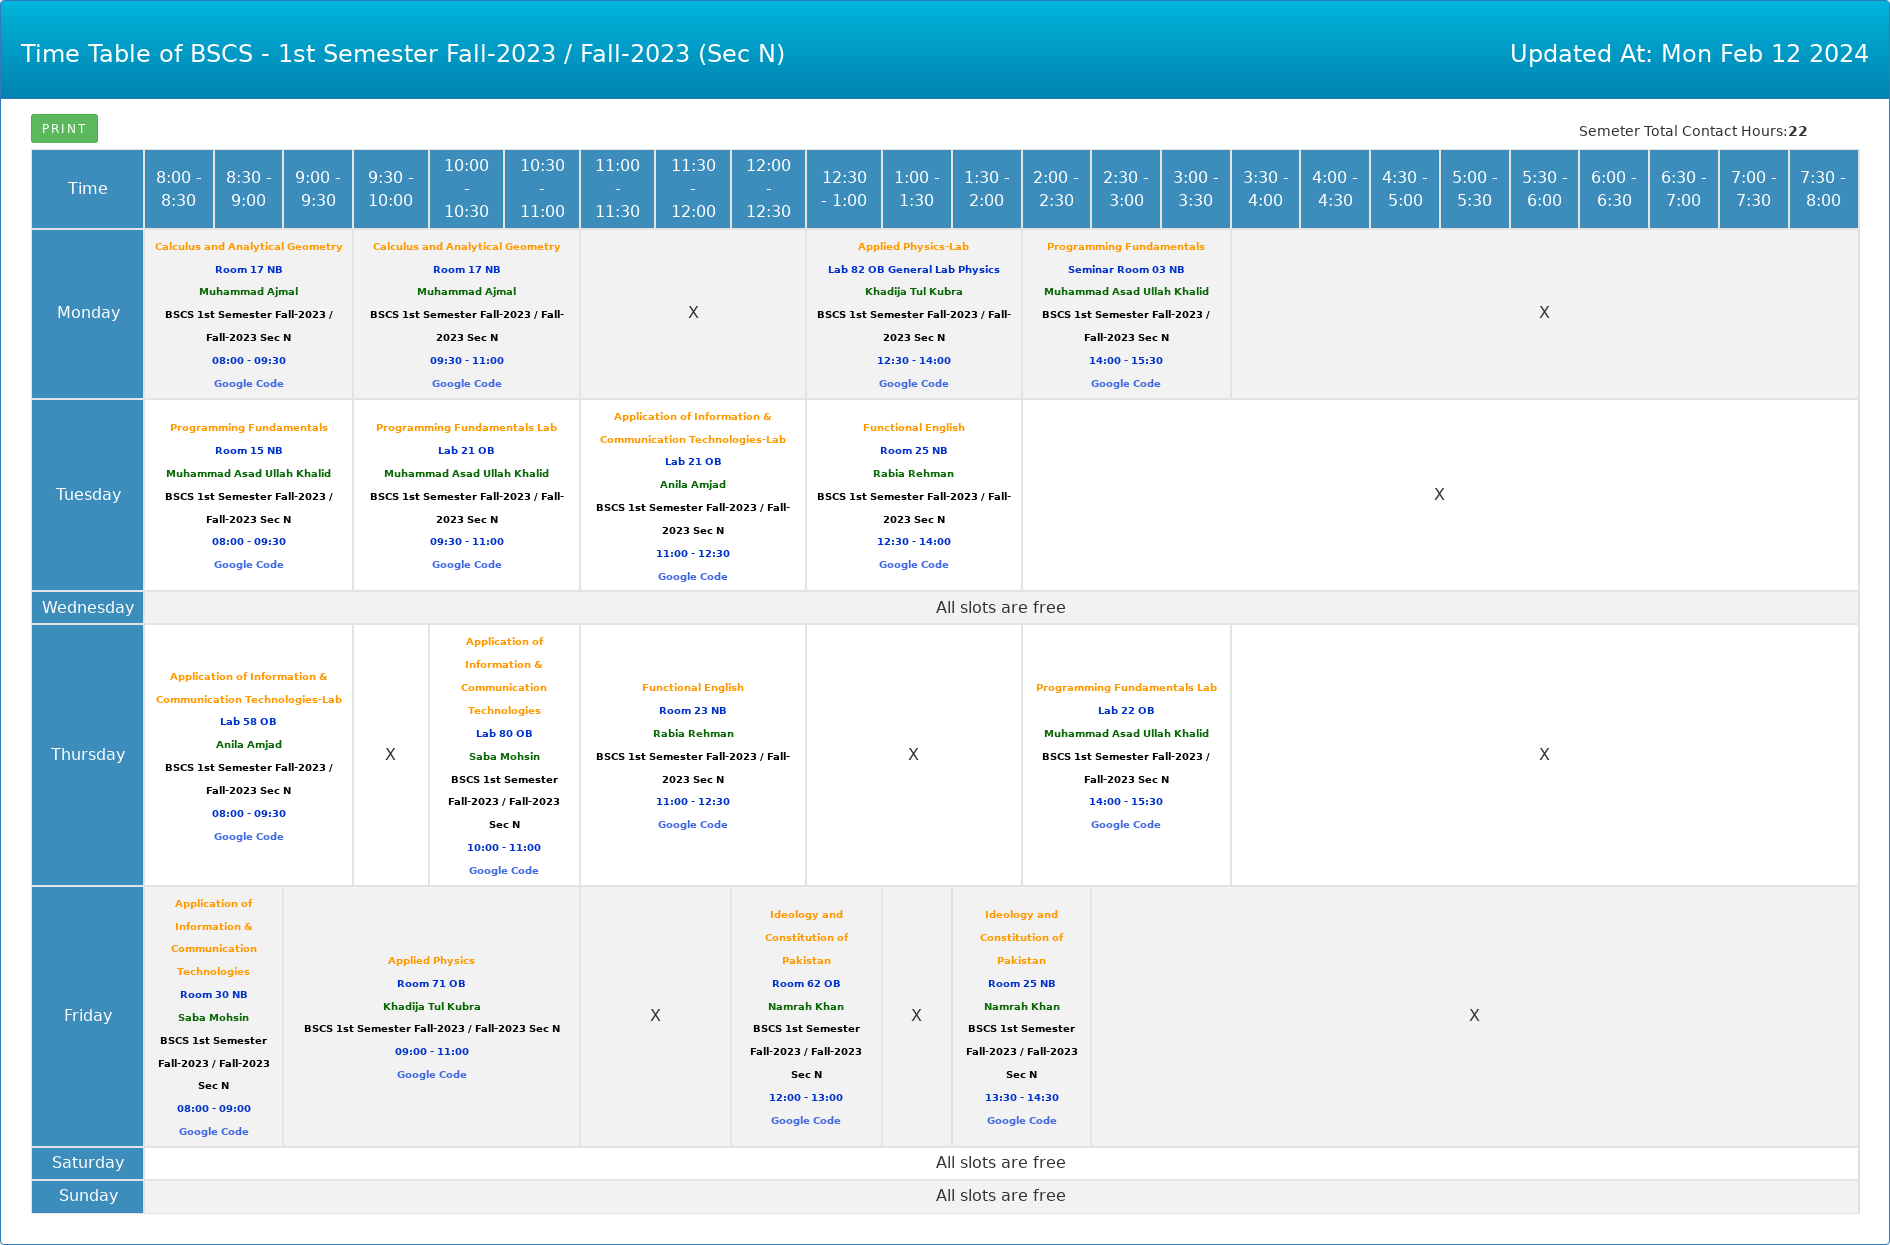 Time Table of BSCS - 1st Semester Fall-2023 / Fall-2023 (Sec N)
Updated At: Mon Feb 12 2024
PRINT
Semeter Total Contact Hours:22
Time
8:00 -
8:30
8:30 -
9:00
9:00 -
9:30
9:30 -
10:00
10:00
-
10:30
10:30
-
11:00
11:00
-
11:30
11:30
-
12:00
12:00
-
12:30
12:30
- 1:00
1:00 -
1:30
1:30 -
2:00
2:00 -
2:30
2:30 -
3:00
3:00 -
3:30
3:30 -
4:00
4:00 -
4:30
4:30 -
5:00
5:00 -
5:30
5:30 -
6:00
6:00 -
6:30
6:30 -
7:00
7:00 -
7:30
7:30 -
8:00
Monday
Calculus and Analytical Geometry
Room 17 NB
Muhammad Ajmal
BSCS 1st Semester Fall-2023 /
Fall-2023 Sec N
08:00 - 09:30
Google Code
Calculus and Analytical Geometry
Room 17 NB
Muhammad Ajmal
BSCS 1st Semester Fall-2023 / Fall-
2023 Sec N
09:30 - 11:00
Google Code
X
Applied Physics-Lab
Lab 82 OB General Lab Physics
Khadija Tul Kubra
BSCS 1st Semester Fall-2023 / Fall-
2023 Sec N
12:30 - 14:00
Google Code
Programming Fundamentals
Seminar Room 03 NB
Muhammad Asad Ullah Khalid
BSCS 1st Semester Fall-2023 /
Fall-2023 Sec N
14:00 - 15:30
Google Code
X
Tuesday
Programming Fundamentals
Room 15 NB
Muhammad Asad Ullah Khalid
BSCS 1st Semester Fall-2023 /
Fall-2023 Sec N
08:00 - 09:30
Google Code
Programming Fundamentals Lab
Lab 21 OB
Muhammad Asad Ullah Khalid
BSCS 1st Semester Fall-2023 / Fall-
2023 Sec N
09:30 - 11:00
Google Code
Application of Information &
Communication Technologies-Lab
Lab 21 OB
Anila Amjad
BSCS 1st Semester Fall-2023 / Fall-
2023 Sec N
11:00 - 12:30
Google Code
Functional English
Room 25 NB
Rabia Rehman
BSCS 1st Semester Fall-2023 / Fall-
2023 Sec N
12:30 - 14:00
Google Code
X
Wednesday
All slots are free
Thursday
Application of Information &
Communication Technologies-Lab
Lab 58 OB
Anila Amjad
BSCS 1st Semester Fall-2023 /
Fall-2023 Sec N
08:00 - 09:30
Google Code
X
Application of
Information &
Communication
Technologies
Lab 80 OB
Saba Mohsin
BSCS 1st Semester
Fall-2023 / Fall-2023
Sec N
10:00 - 11:00
Google Code
Functional English
Room 23 NB
Rabia Rehman
BSCS 1st Semester Fall-2023 / Fall-
2023 Sec N
11:00 - 12:30
Google Code
X
Programming Fundamentals Lab
Lab 22 OB
Muhammad Asad Ullah Khalid
BSCS 1st Semester Fall-2023 /
Fall-2023 Sec N
14:00 - 15:30
Google Code
X
Friday
Application of
Information &
Communication
Technologies
Room 30 NB
Saba Mohsin
BSCS 1st Semester
Fall-2023 / Fall-2023
Sec N
08:00 - 09:00
Google Code
Applied Physics
Room 71 OB
Khadija Tul Kubra
BSCS 1st Semester Fall-2023 / Fall-2023 Sec N
09:00 - 11:00
Google Code
X
Ideology and
Constitution of
Pakistan
Room 62 OB
Namrah Khan
BSCS 1st Semester
Fall-2023 / Fall-2023
Sec N
12:00 - 13:00
Google Code
X
Ideology and
Constitution of
Pakistan
Room 25 NB
Namrah Khan
BSCS 1st Semester
Fall-2023 / Fall-2023
Sec N
13:30 - 14:30
Google Code
X
Saturday
All slots are free
Sunday
All slots are free